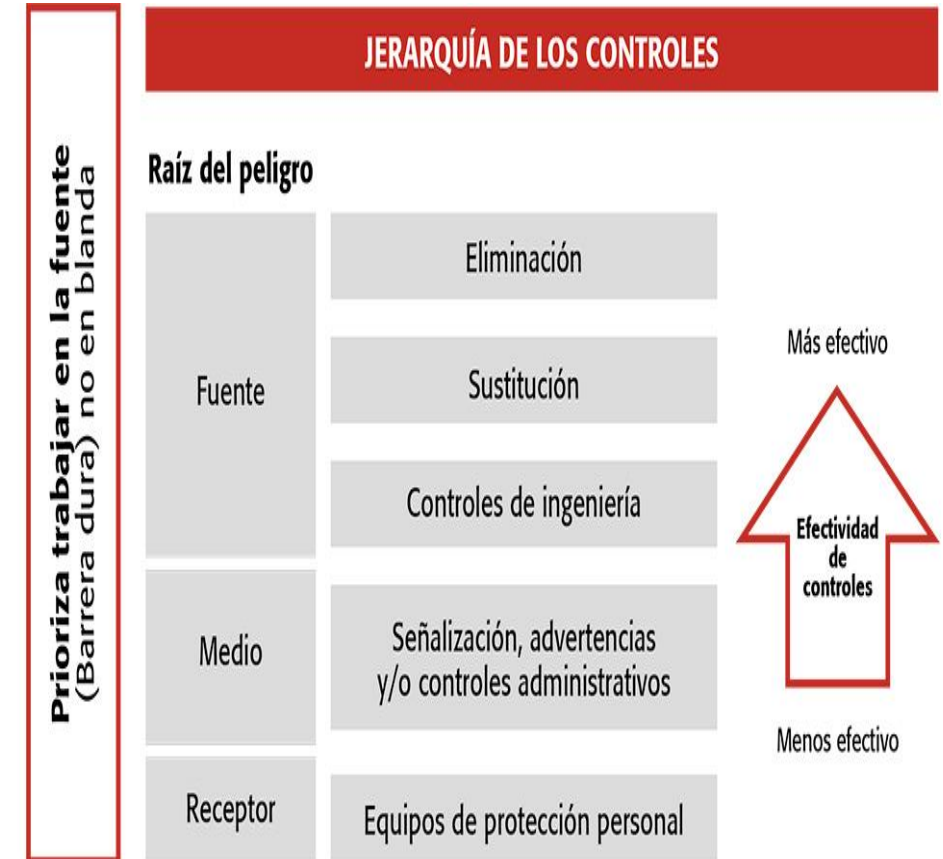 JERARQUÍA DE LOS CONTROLES
Prioriza trabajar en la fuente
(Barrera dura) no en blanda
Raíz del peligro
Fuente
Eliminación
Sustitución
Controles de ingeniería
Medio
Señalización, advertencias
y/o controles administrativos
Receptor
Equipos de protección personal
Más efectivo
Efectividad
de
controles
Menos efectivo